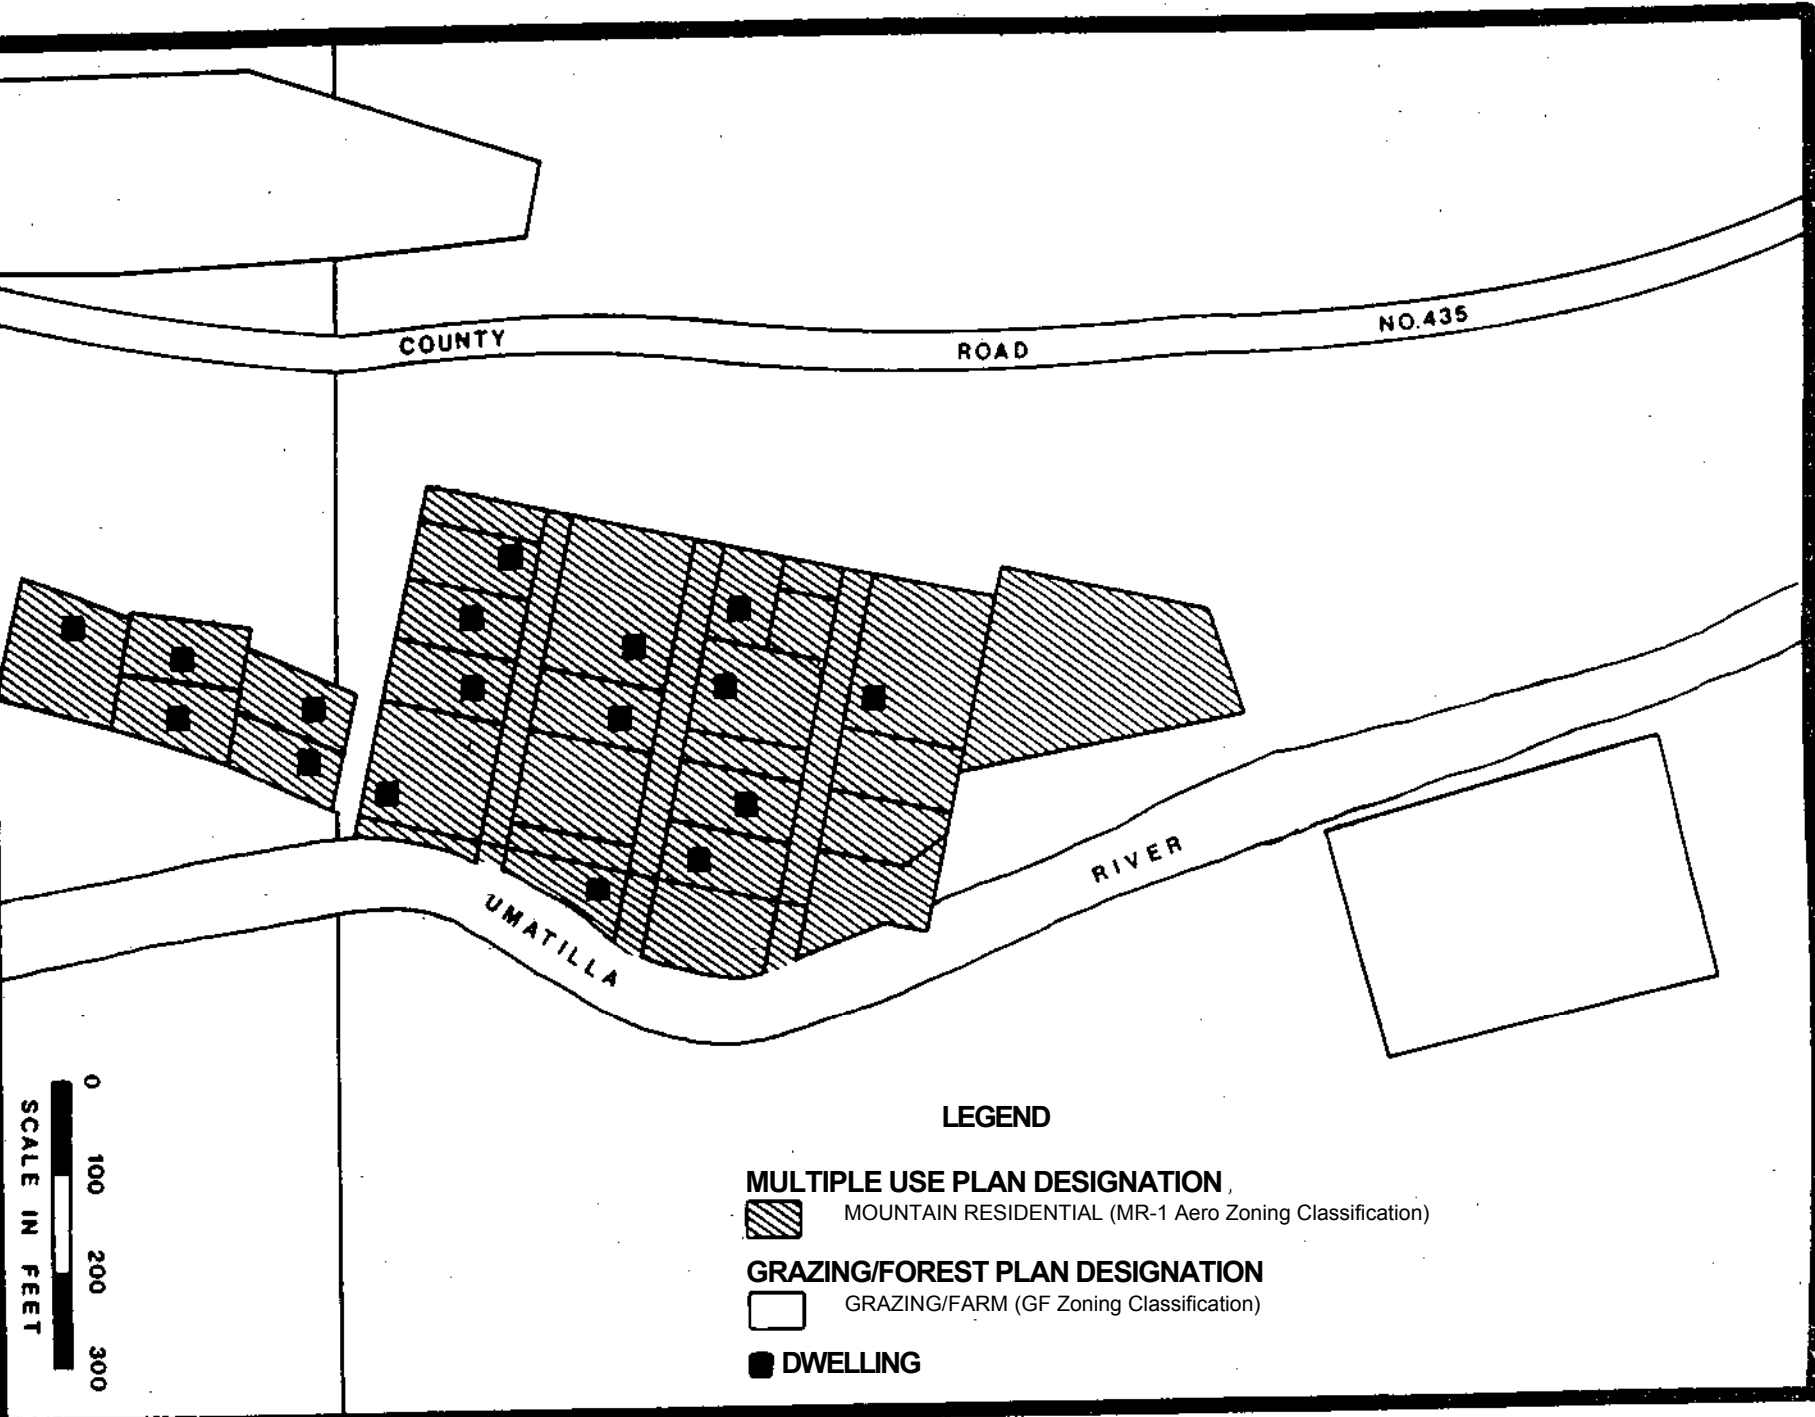 COUNTY ROAD NO.435
UMATILLA RIVER
0 100 200 300
SCALE IN FEET
LEGEND
MULTIPLE USE PLAN DESIGNATION
MOUNTAIN RESIDENTIAL (MR-1 Aero Zoning Classification)
GRAZING/FOREST PLAN DESIGNATION
GRAZING/FARM (GF Zoning Classification)
DWELLING